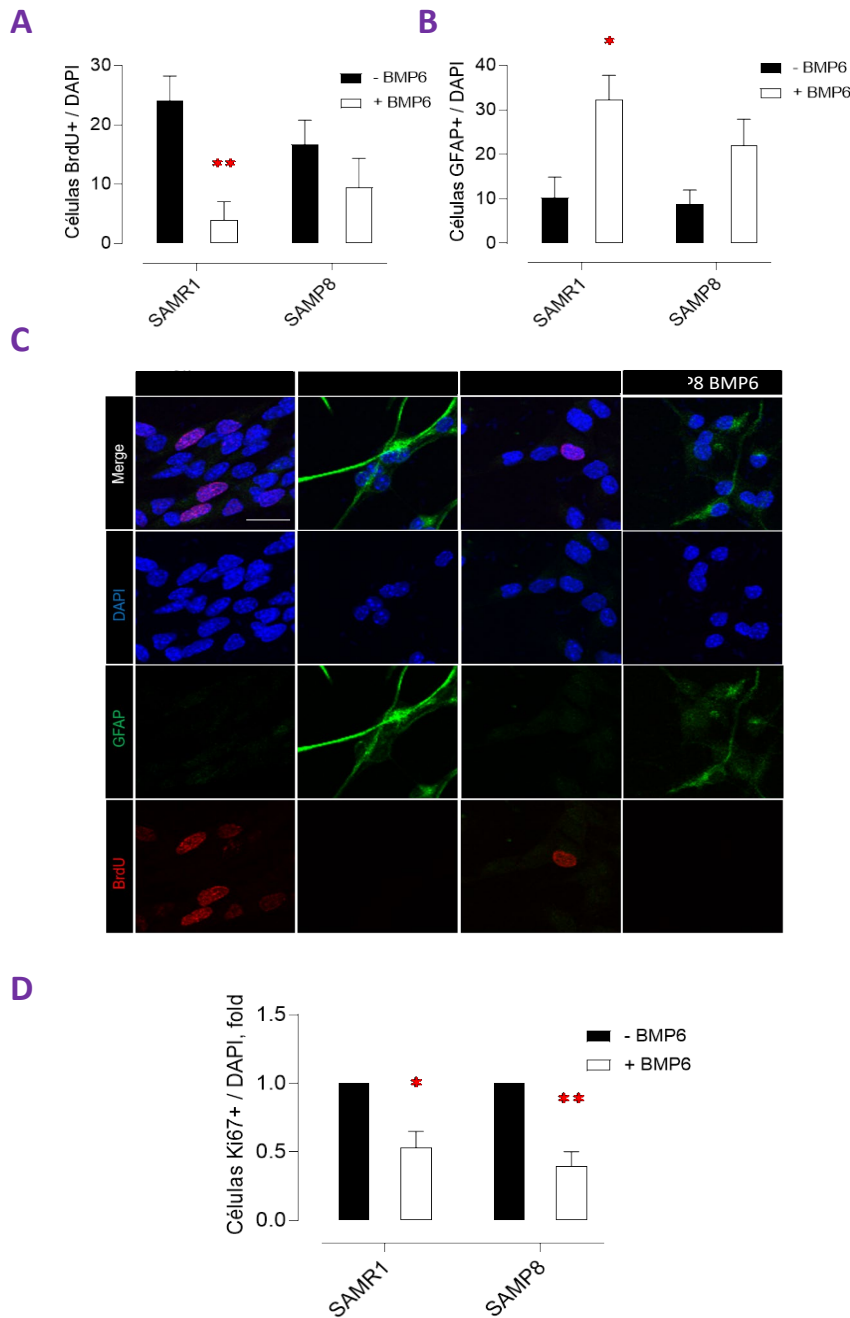 A
B
30
20
10
0
Células BrdU+ / DAPI
- BMP6
+ BMP6
**
SAMR1
SAMP8
40
30
20
10
0
Células GFAP+ / DAPI
*
- BMP6
+ BMP6
SAMR1
SAMP8
C
P8 BMP6
Merge
DAPI
GFAP
BrdU
D
1.5
1.0
0.5
0.0
Células Ki67+ / DAPI, fold
*
**
- BMP6
+ BMP6
SAMR1
SAMP8